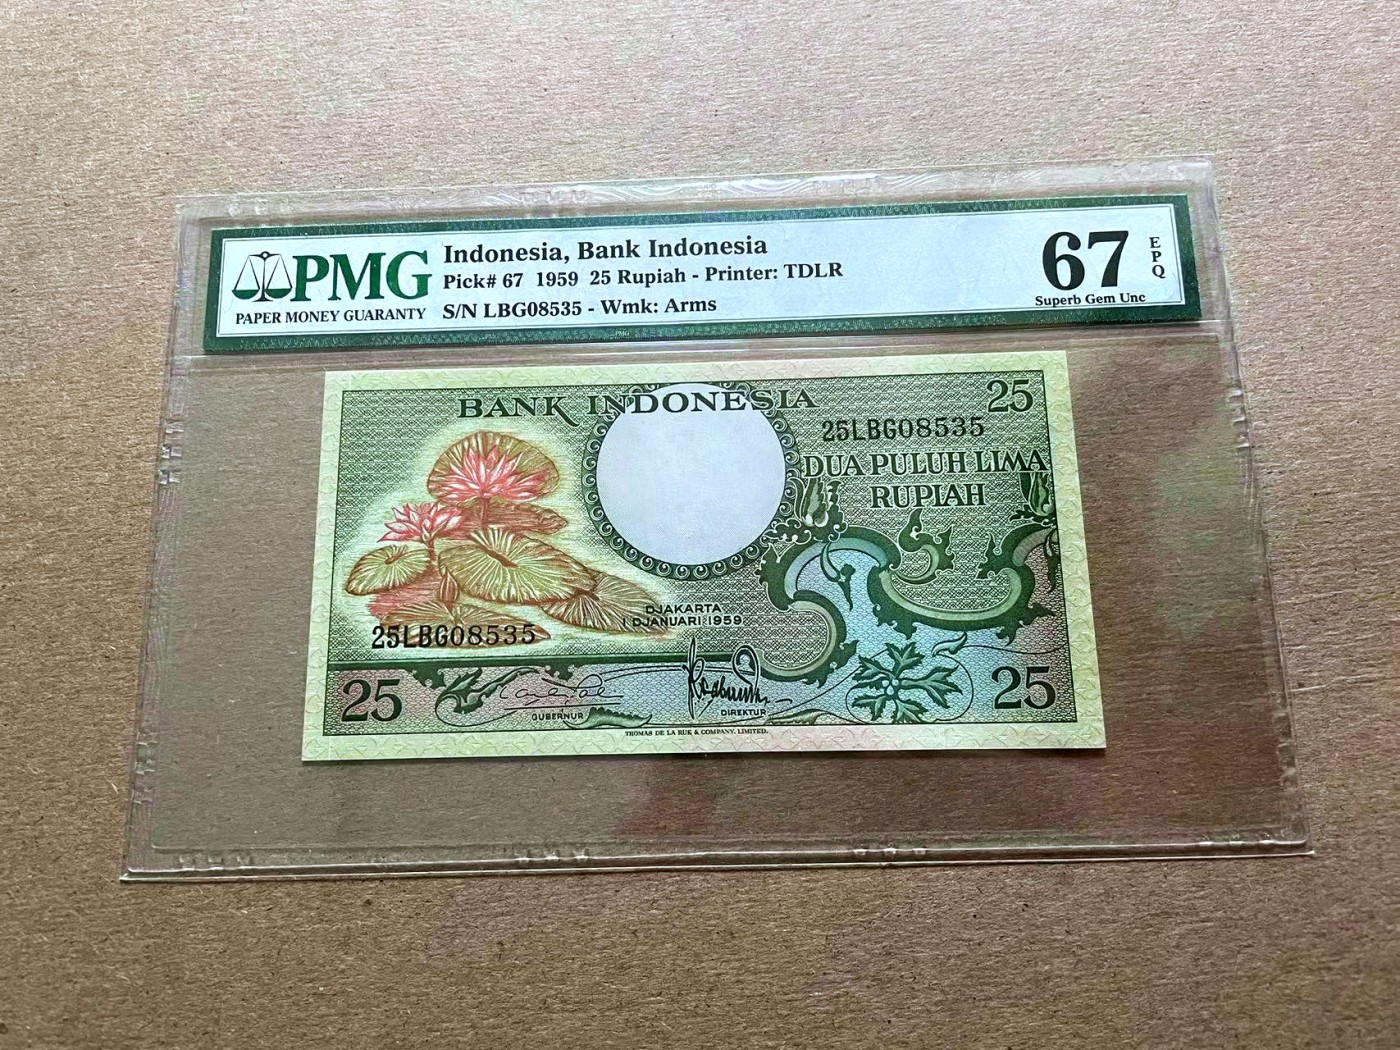 PMG
PAPER MONEY GUARANTY
Indonesia, Bank Indonesia
Pick# 67 1959 25 Rupiah - Printer: TDLR
S/N LBG08535 - Wmk: Arms
67
EPQ
Superb Gem Unc
PMG
BANK INDONESIA
25
25LBG08535
DUA PULUH LIMA
RUPIAH
DJAKARTA
1 DJANUARI 1959
25LBG08535
25
GUBERNUR
DIREKTUR
25
THOMAS DE LA RUE & COMPANY, LIMITED.